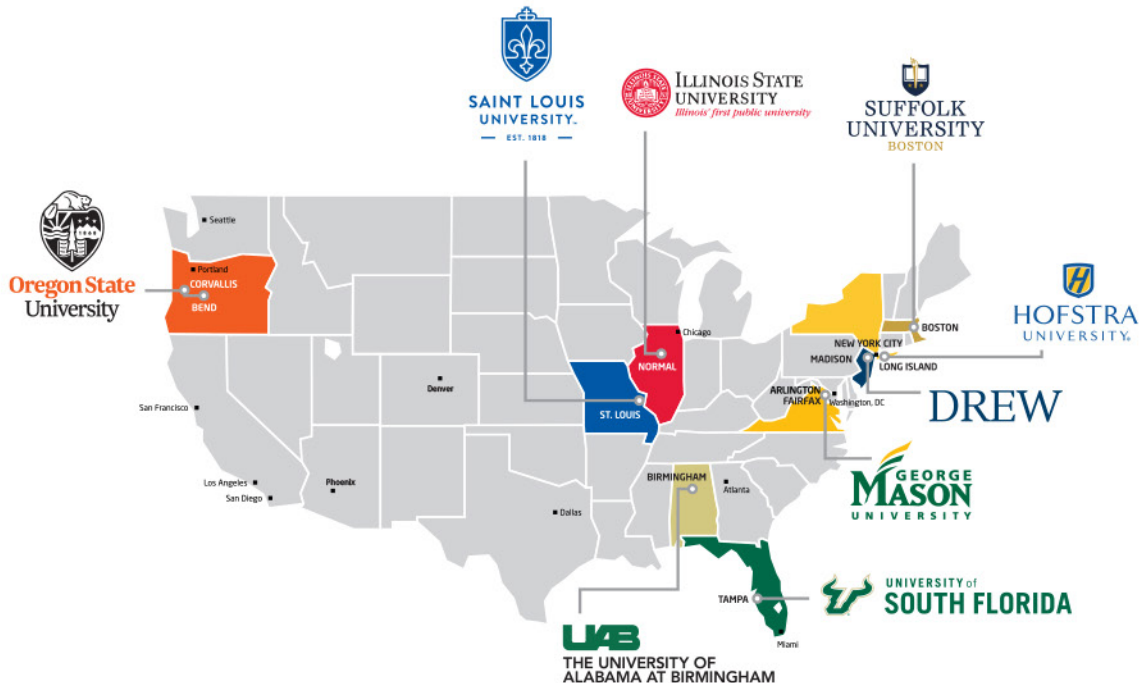 SAINT LOUIS
UNIVERSITY™
EST. 1818
ILLINOIS STATE
UNIVERSITY
Illinois' first public university
SUFFOLK
UNIVERSITY
BOSTON
1868
Oregon State
University
Seattle
Portland
CORVALLIS
BEND
San Francisco
Los Angeles
San Diego
Phoenix
Denver
Dallas
ST. LOUIS
NORMAL
Chicago
BIRMINGHAM
Atlanta
TAMPA
Miami
ARLINGTON
FAIRFAX
Washington, DC
NEW YORK CITY
MADISON
LONG ISLAND
BOSTON
HOFSTRA
UNIVERSITY®
DREW
GEORGE
MASON
UNIVERSITY
UNIVERSITY of
SOUTH FLORIDA
UAB
THE UNIVERSITY OF
ALABAMA AT BIRMINGHAM